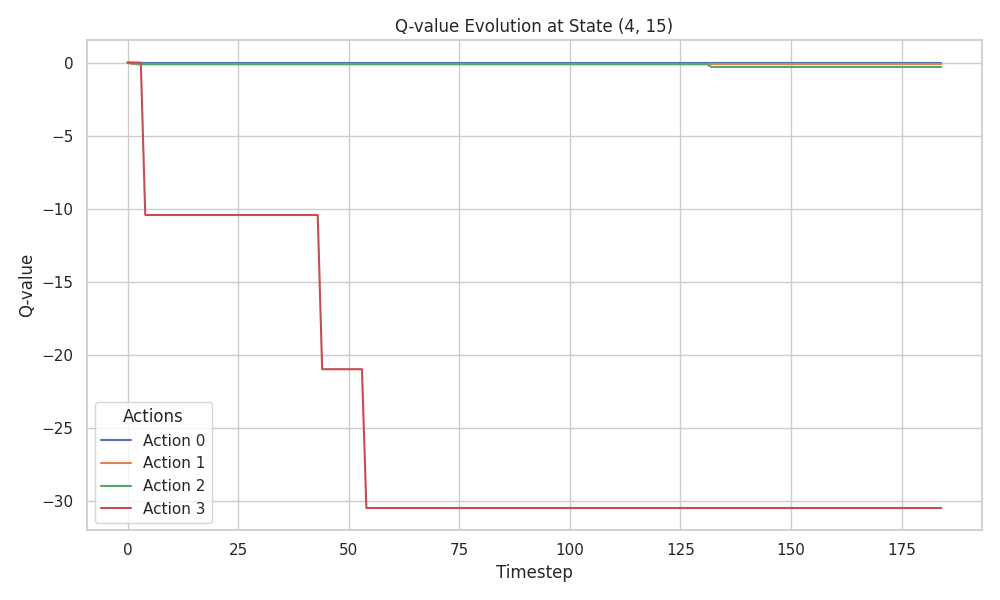 Q-value Evolution at State (4, 15)
Q-value
0
−5
−10
−15
−20
−25
−30
Actions
Action 0
Action 1
Action 2
Action 3
0 25 50 75 100 125 150 175
Timestep